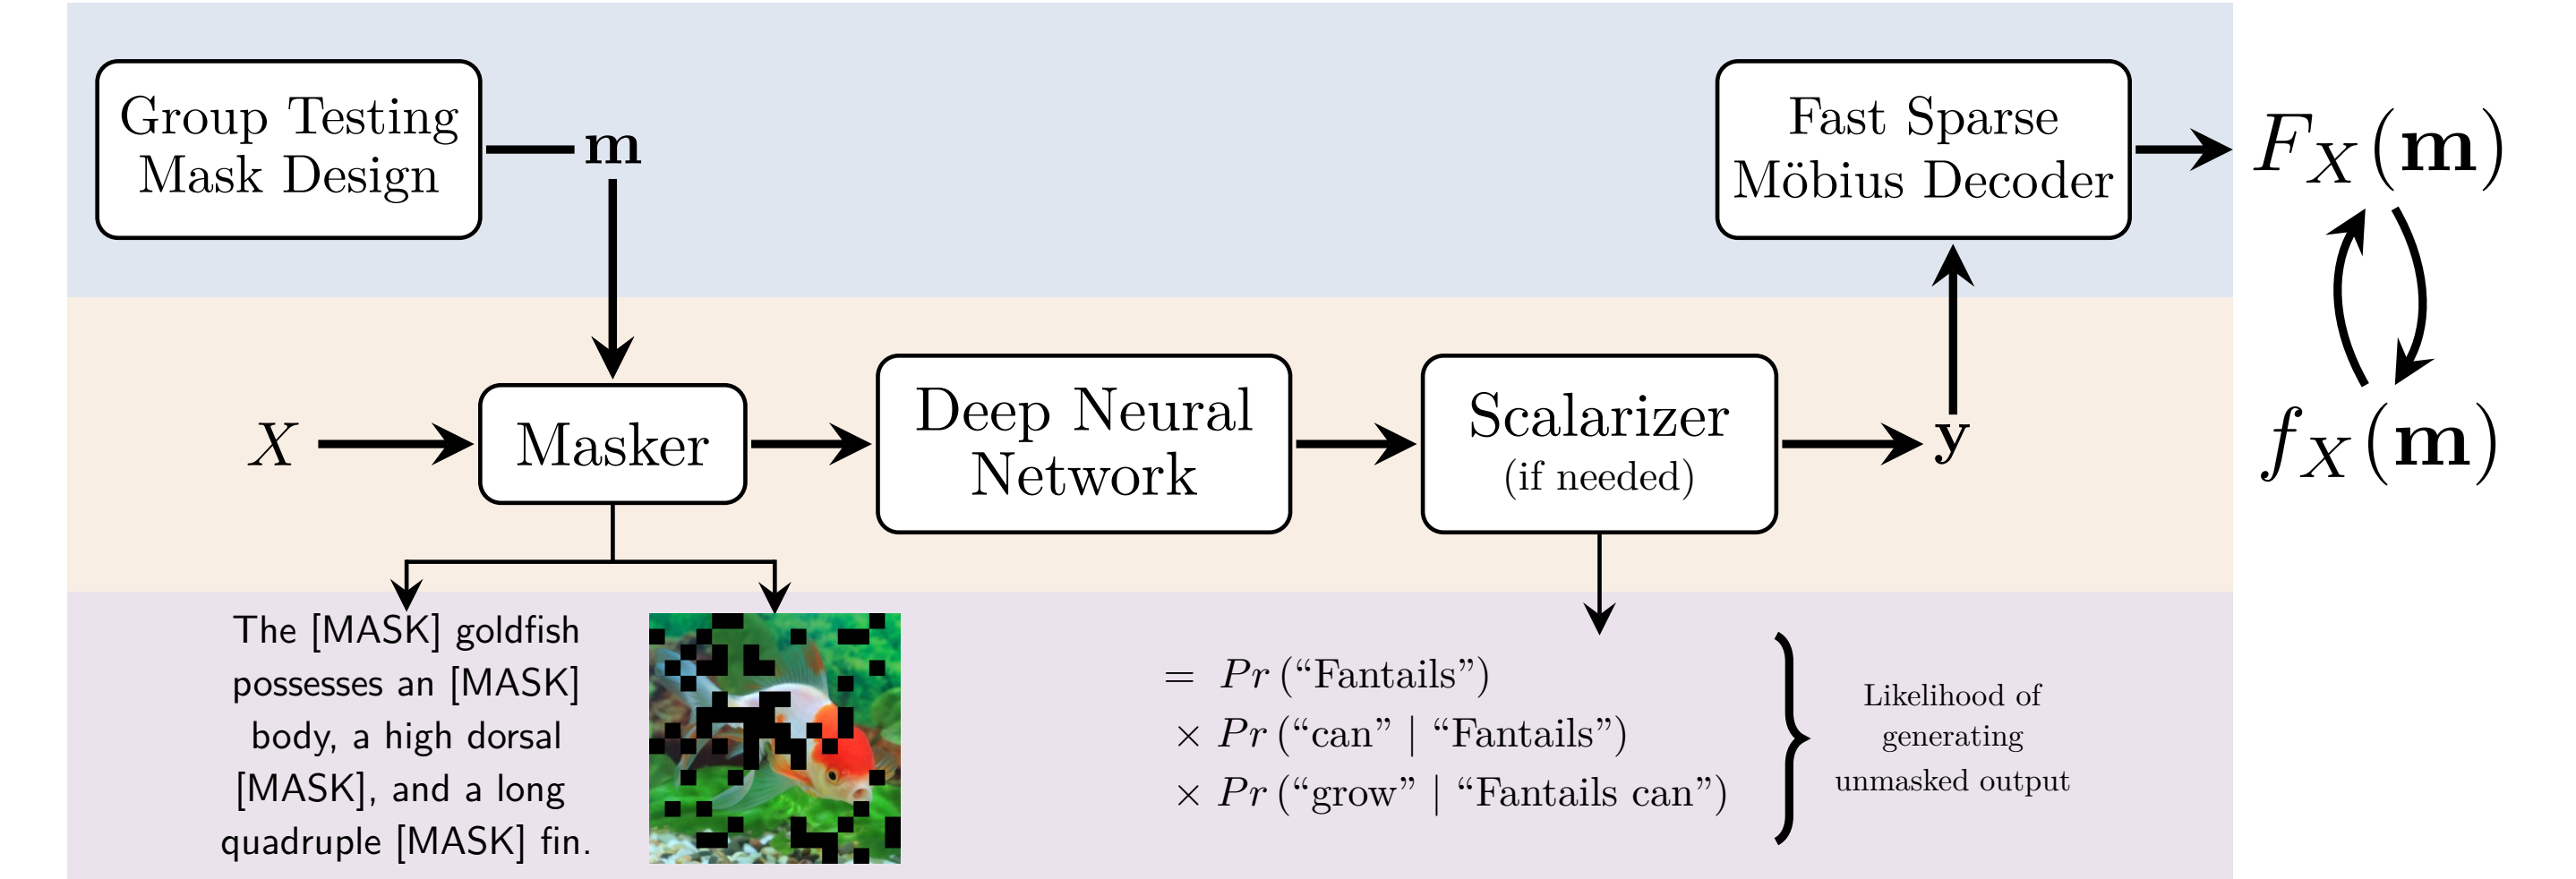 Group Testing
Mask Design
m
Fast Sparse
Möbius Decoder
F_X(m)
X
Masker
Deep Neural
Network
Scalarizer
(if needed)
y
f_X(m)
The [MASK] goldfish
possesses an [MASK]
body, a high dorsal
[MASK], and a long
quadruple [MASK] fin.
= Pr (“Fantails”)
× Pr (“can” | “Fantails”)
× Pr (“grow” | “Fantails can”)
Likelihood of
generating
unmasked output